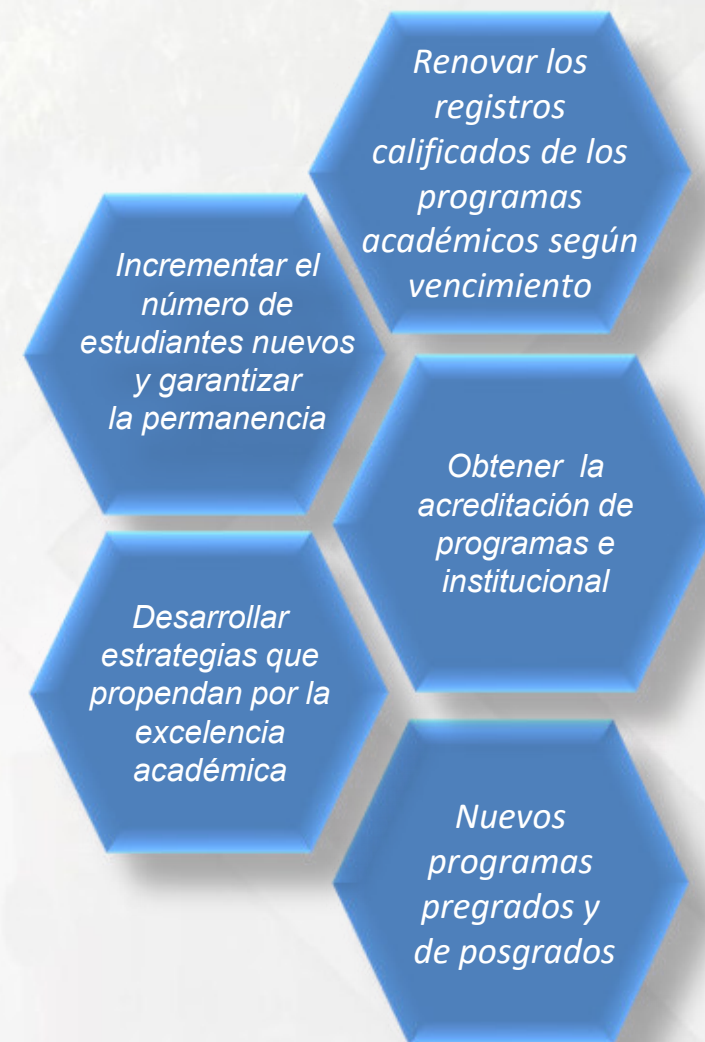 Renovar los
registros
calificados de los
programas
académicos según
vencimiento
Incrementar el
número de
estudiantes nuevos
y garantizar
la permanencia
Obtener la
acreditación de
programas e
institucional
Desarrollar
estrategias que
propendan por la
excelencia
académica
Nuevos
programas
pregrados y
de posgrados